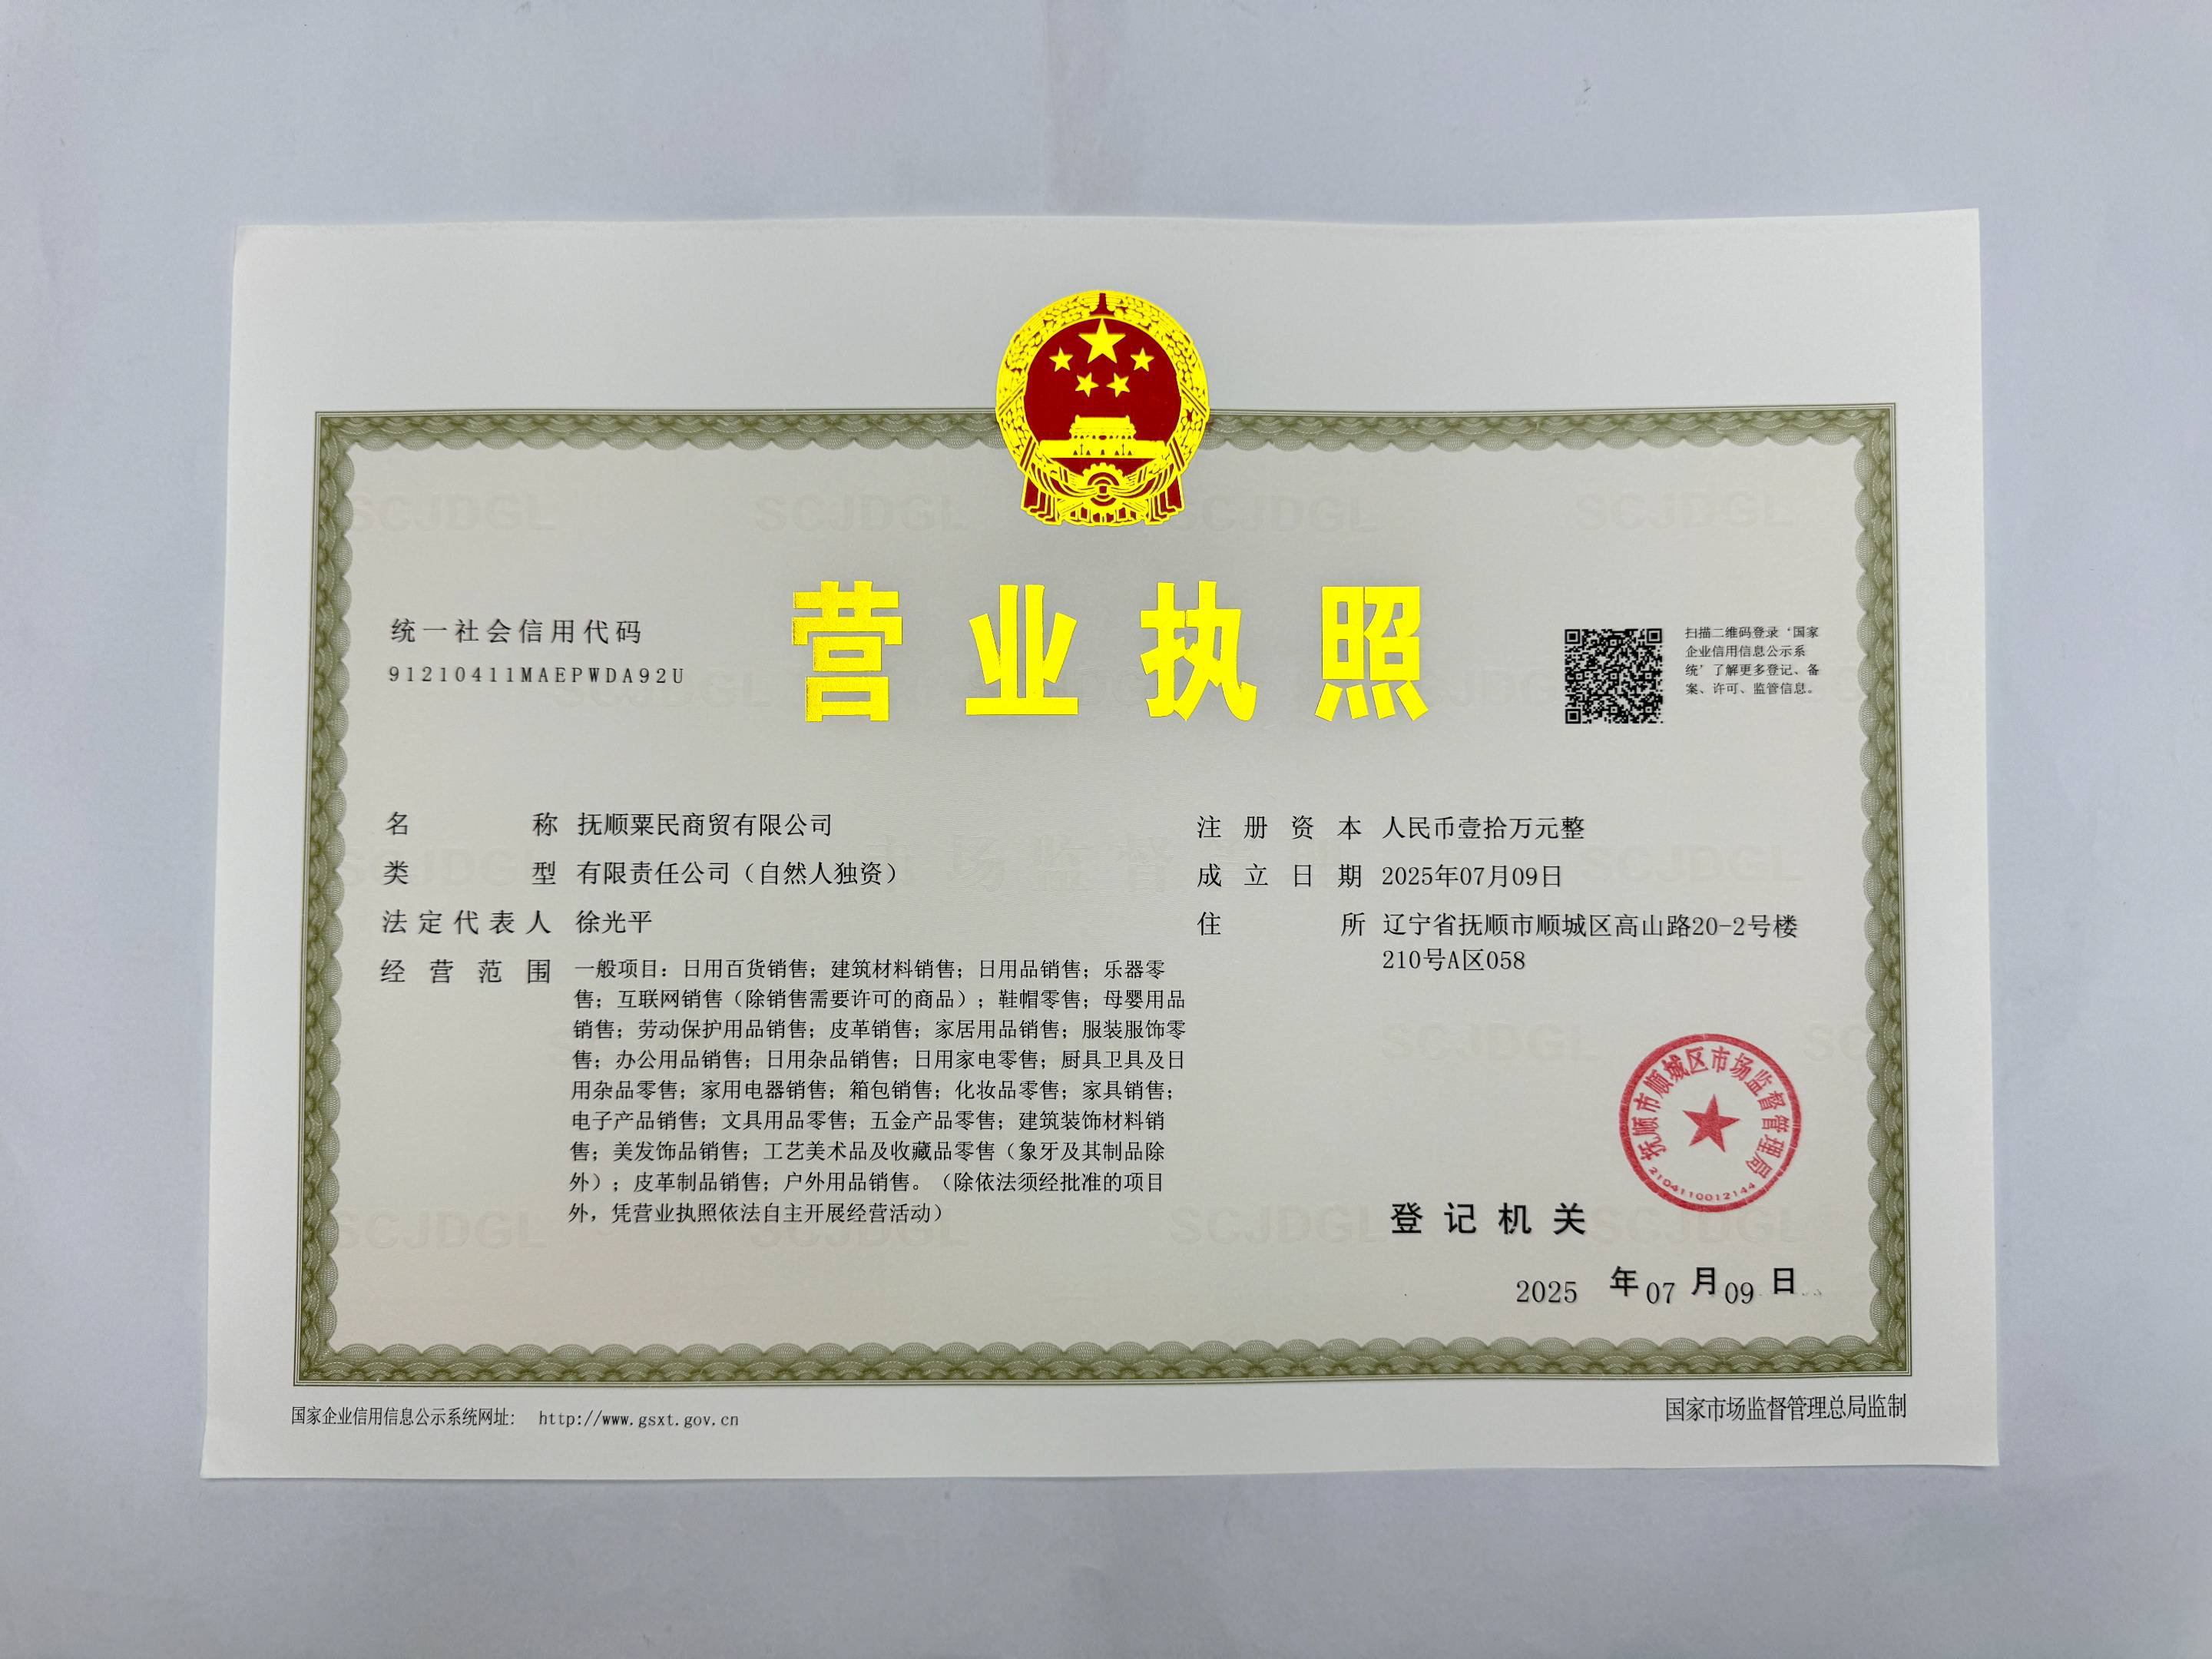 营业执照
统一社会信用代码
91210411MAEPWDA92U
扫描二维码登录‘国家
企业信用信息公示系
统’了解更多登记、备
案、许可、监管信息。
名称 抚顺粟民商贸有限公司
类型 有限责任公司（自然人独资）
法定代表人 徐光平
经营范围 一般项目：日用百货销售；建筑材料销售；日用品销售；乐器零
售；互联网销售（除销售需要许可的商品）；鞋帽零售；母婴用品
销售；劳动保护用品销售；皮革销售；家居用品销售；服装服饰零
售；办公用品销售；日用杂品销售；日用家电零售；厨具卫具及日
用杂品零售；家用电器销售；箱包销售；化妆品零售；家具销售；
电子产品销售；文具用品零售；五金产品零售；建筑装饰材料销
售；美发饰品销售；工艺美术品及收藏品零售（象牙及其制品除
外）；皮革制品销售；户外用品销售。（除依法须经批准的项目
外，凭营业执照依法自主开展经营活动）
注册资本 人民币壹拾万元整
成立日期 2025年07月09日
住所 辽宁省抚顺市顺城区高山路20-2号楼
210号A区058
抚顺市顺城区市场监督管理局
2104110012144
登记机关
2025 年 07 月 09 日
国家企业信用信息公示系统网址： http://www.gsxt.gov.cn
国家市场监督管理总局监制